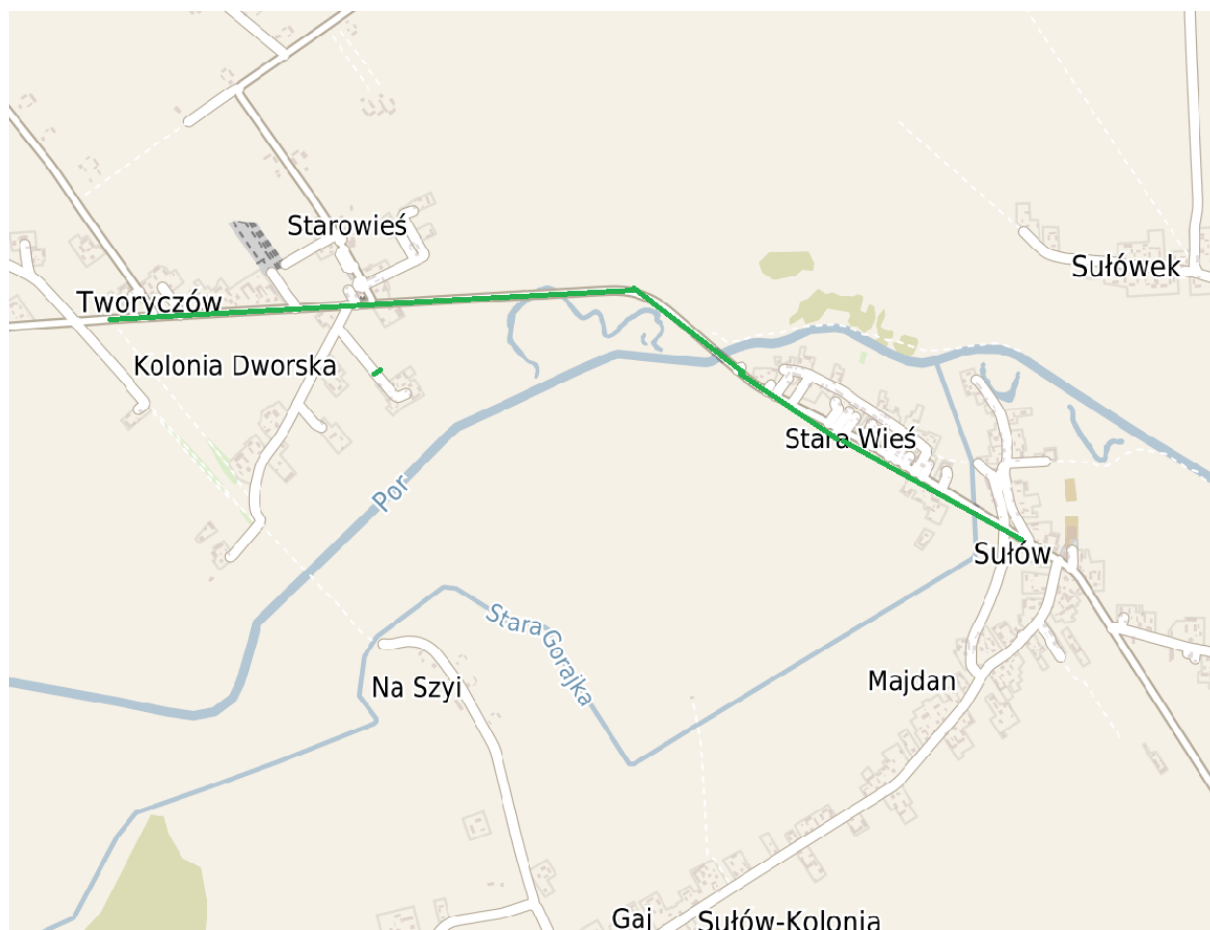 Starowieś
Sułówek
Tworyczów
Kolonia Dworska
Stara Wieś
Por
Sułów
Stara Gorajka
Na Szyi
Majdan
Gaj
Sułów-Kolonia